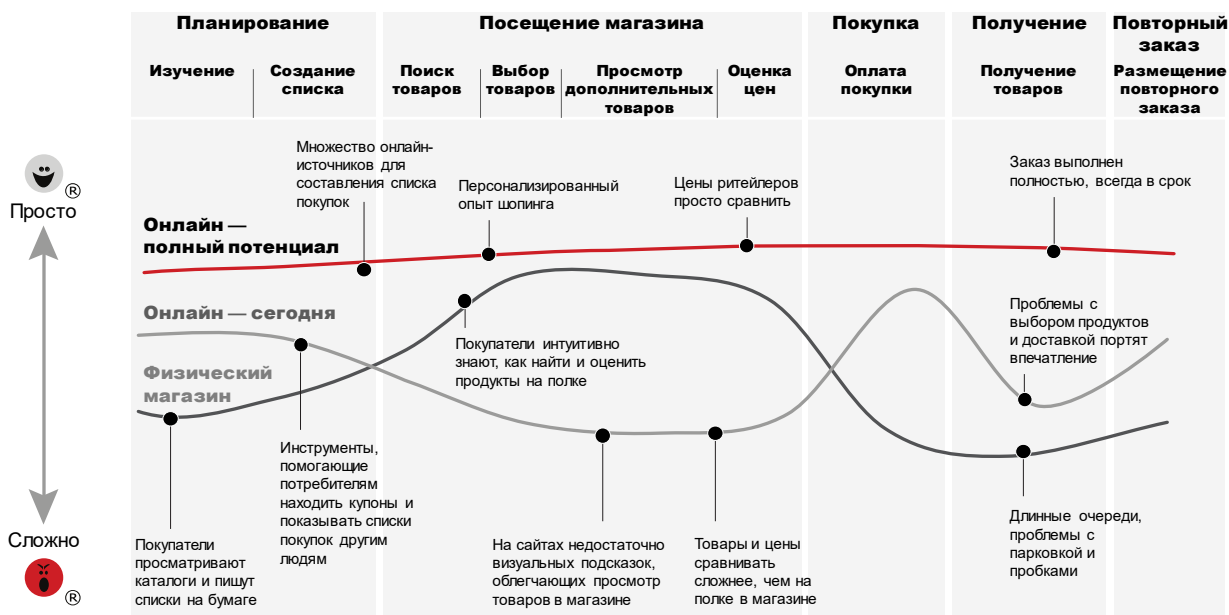 Планирование
Посещение магазина
Покупка
Получение
Повторный
заказ
Изучение
Создание
списка
Поиск
товаров
Выбор
товаров
Просмотр
дополнительных
товаров
Оценка
цен
Оплата
покупки
Получение
товаров
Размещение
повторного
заказа
®
Просто
Сложно
®
Онлайн —
полный потенциал
Онлайн — сегодня
Физический
магазин
Множество онлайн-
источников для
составления списка
покупок
Персонализированный
опыт шопинга
Цены ритейлеров
просто сравнить
Заказ выполнен
полностью, всегда в срок
Покупатели интуитивно
знают, как найти и оценить
продукты на полке
Проблемы с
выбором продуктов
и доставкой портят
впечатление
Покупатели
просматривают
каталоги и пишут
списки на бумаге
Инструменты,
помогающие
потребителям
находить купоны и
показывать списки
покупок другим
людям
На сайтах недостаточно
визуальных подсказок,
облегчающих просмотр
товаров в магазине
Товары и цены
сравнивать
сложнее, чем на
полке в магазине
Длинные очереди,
проблемы с
парковкой и
пробками